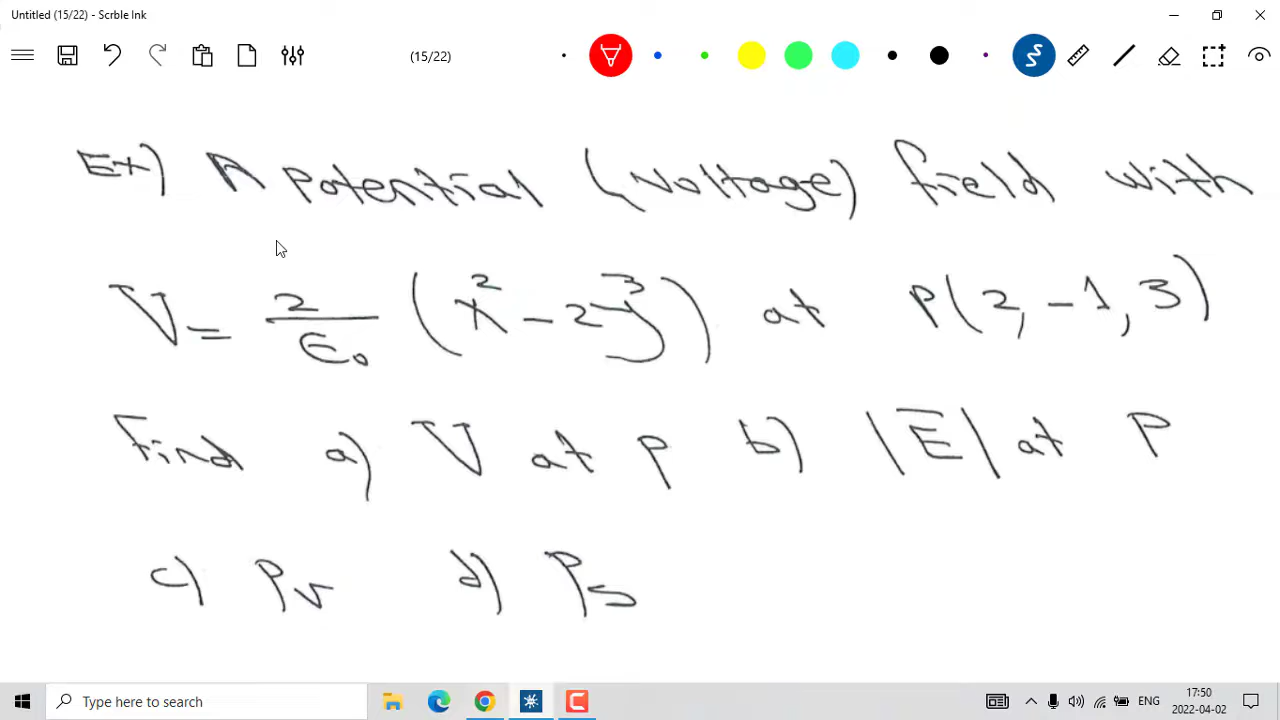 Untitled (15/22) - Scrble Ink
(15/22)
Ex) A potential (Voltage) field with
V = 2/ε₀ (x² - 2y³) at P(2, -1, 3)
Find a) V at P b) |E̅| at P
c) ρv d) ρs
Type here to search
ENG
17:50
2022-04-02